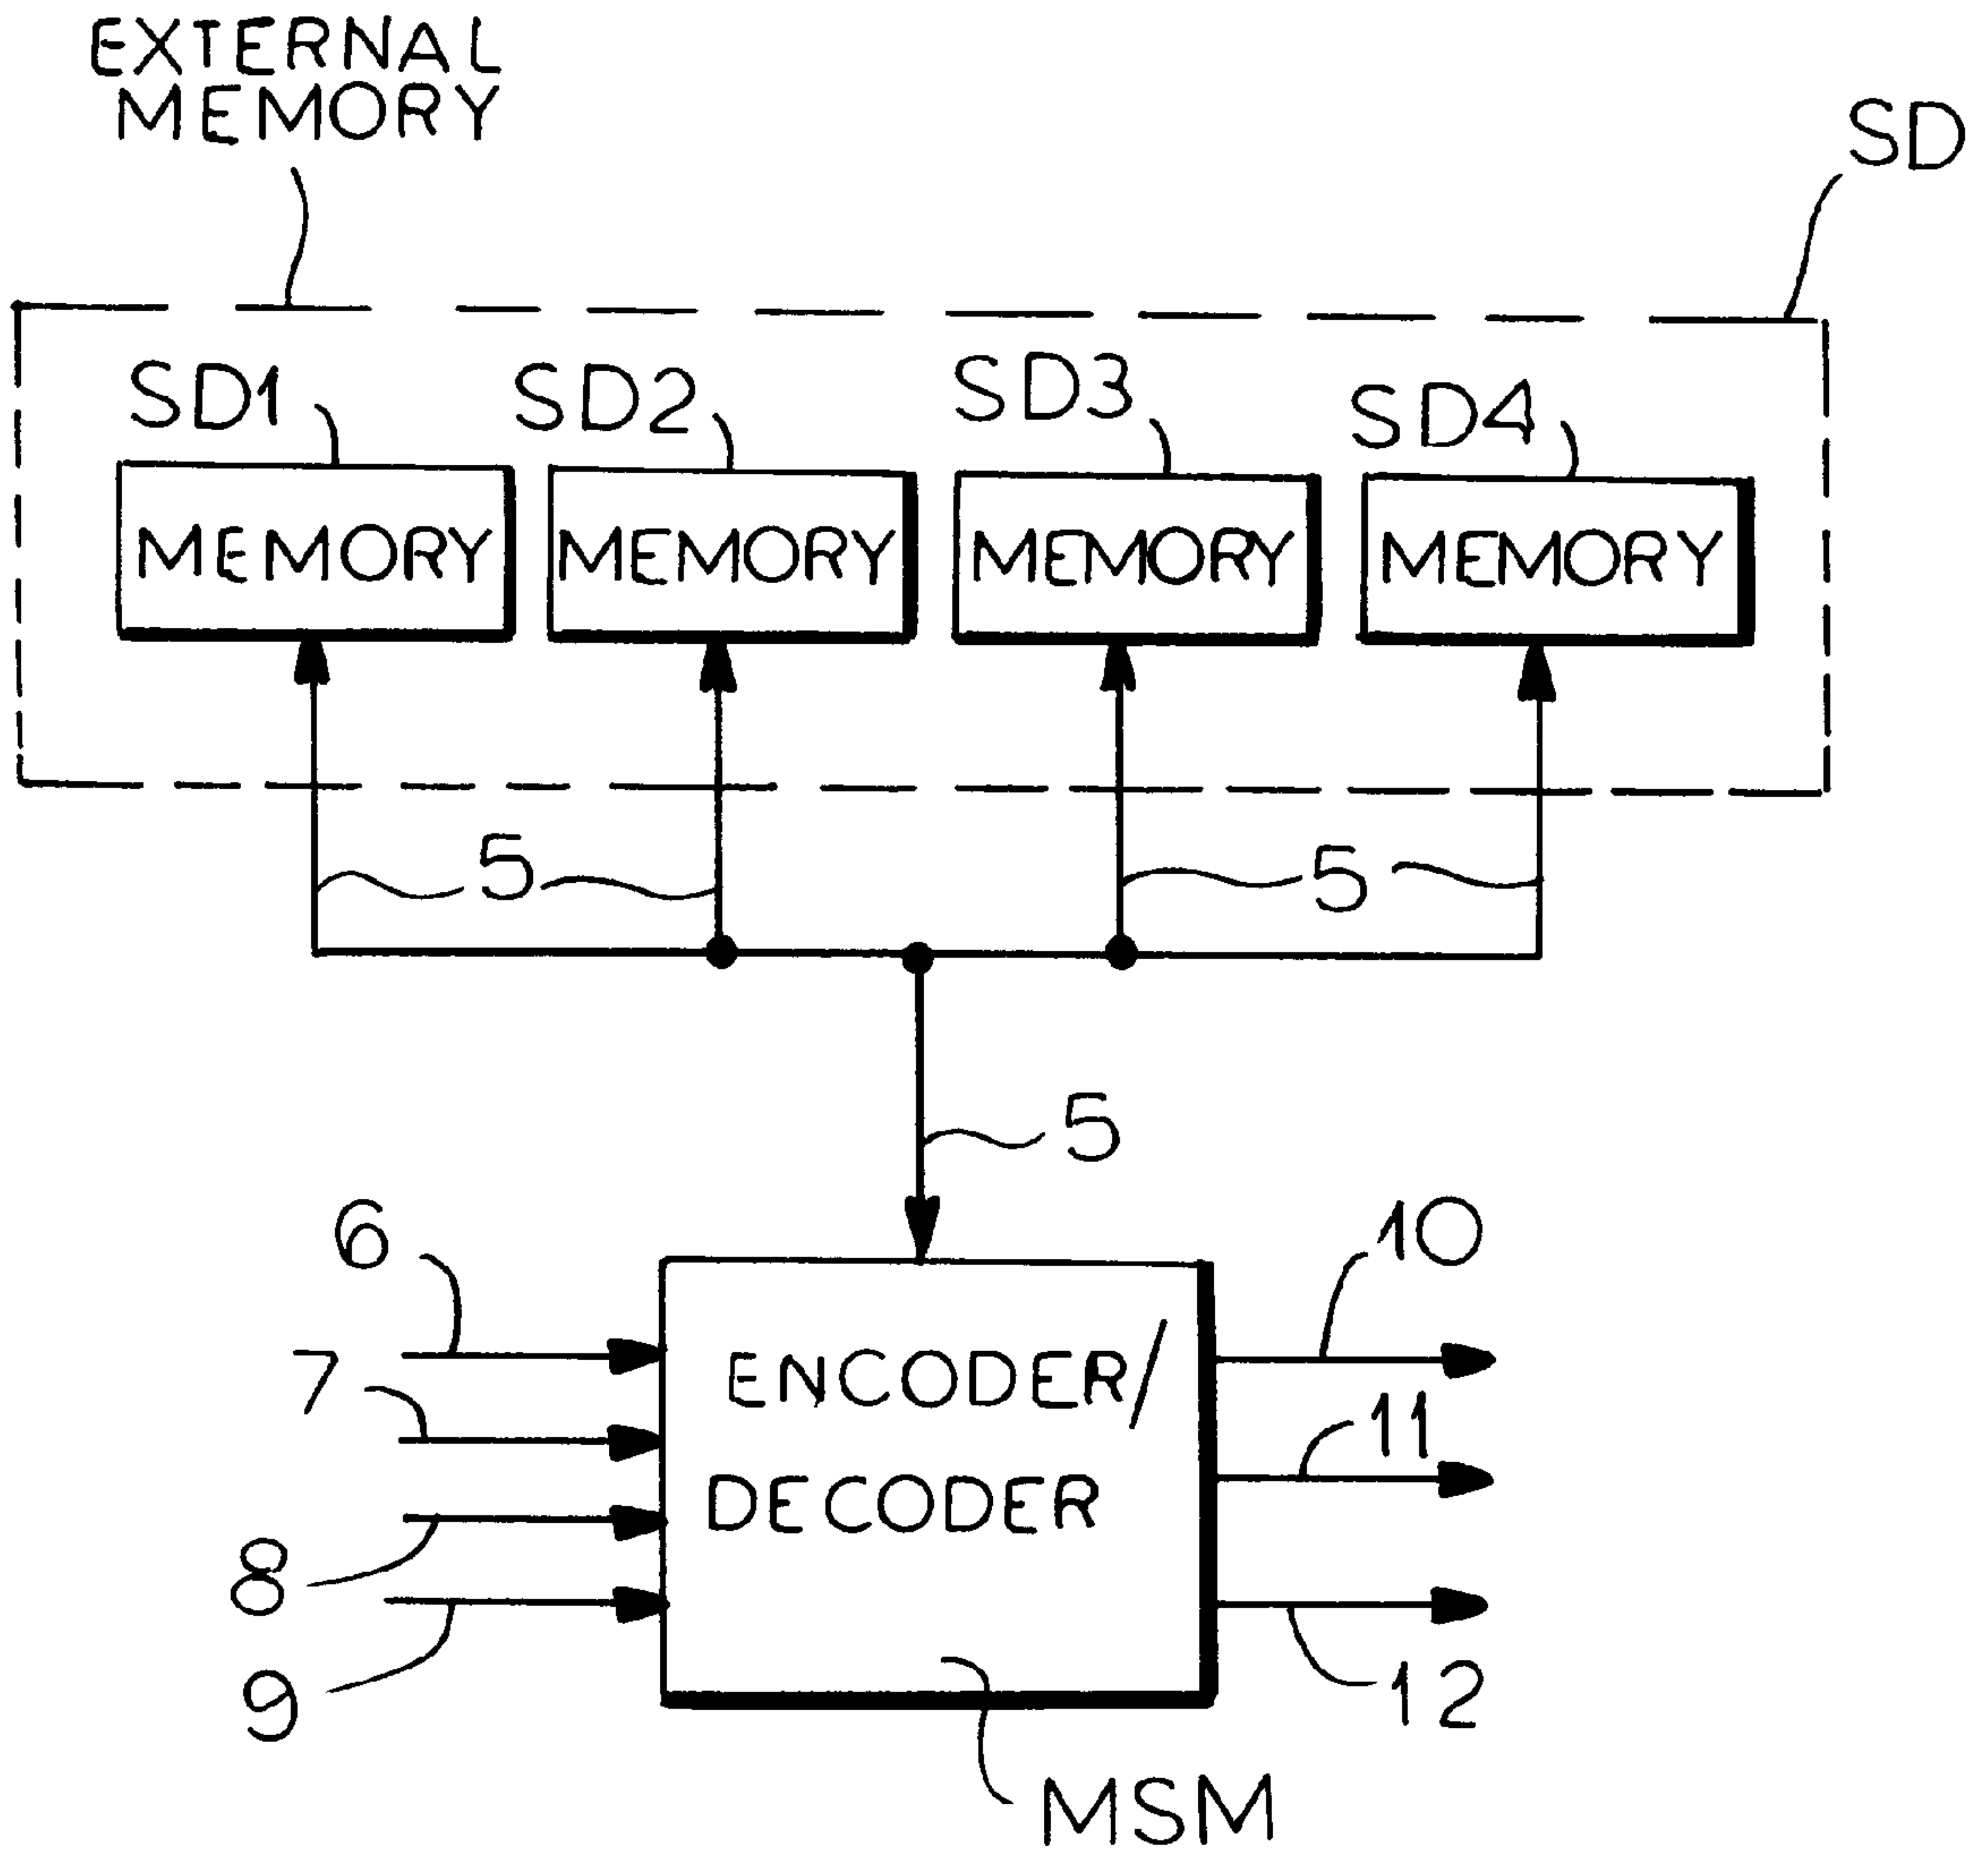 EXTERNAL
MEMORY
SD
SD1
SD2
SD3
SD4
MEMORY
MEMORY
MEMORY
MEMORY
5
5
5
6
7
8
9
ENCODER/
DECODER
10
11
12
MSM